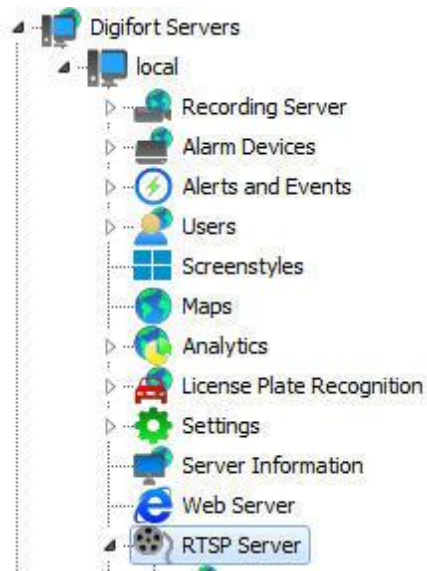 Digifort Servers
local
Recording Server
Alarm Devices
Alerts and Events
Users
Screenstyles
Maps
Analytics
License Plate Recognition
Settings
Server Information
Web Server
RTSP Server